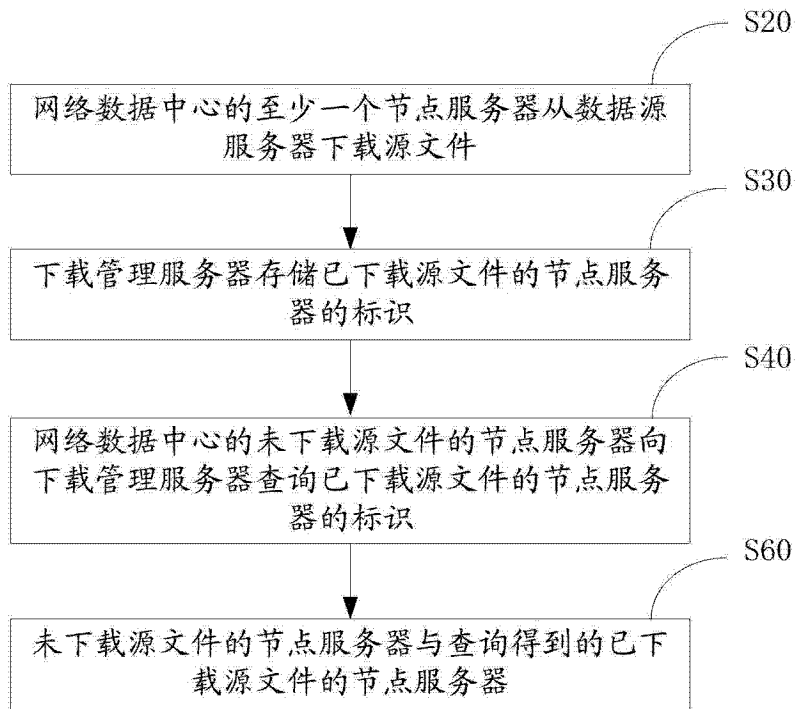 S20
网络数据中心的至少一个节点服务器从数据源
服务器下载源文件
S30
下载管理服务器存储已下载源文件的节点服务
器的标识
S40
网络数据中心的未下载源文件的节点服务器向
下载管理服务器查询已下载源文件的节点服务
器的标识
S60
未下载源文件的节点服务器与查询得到的已下
载源文件的节点服务器